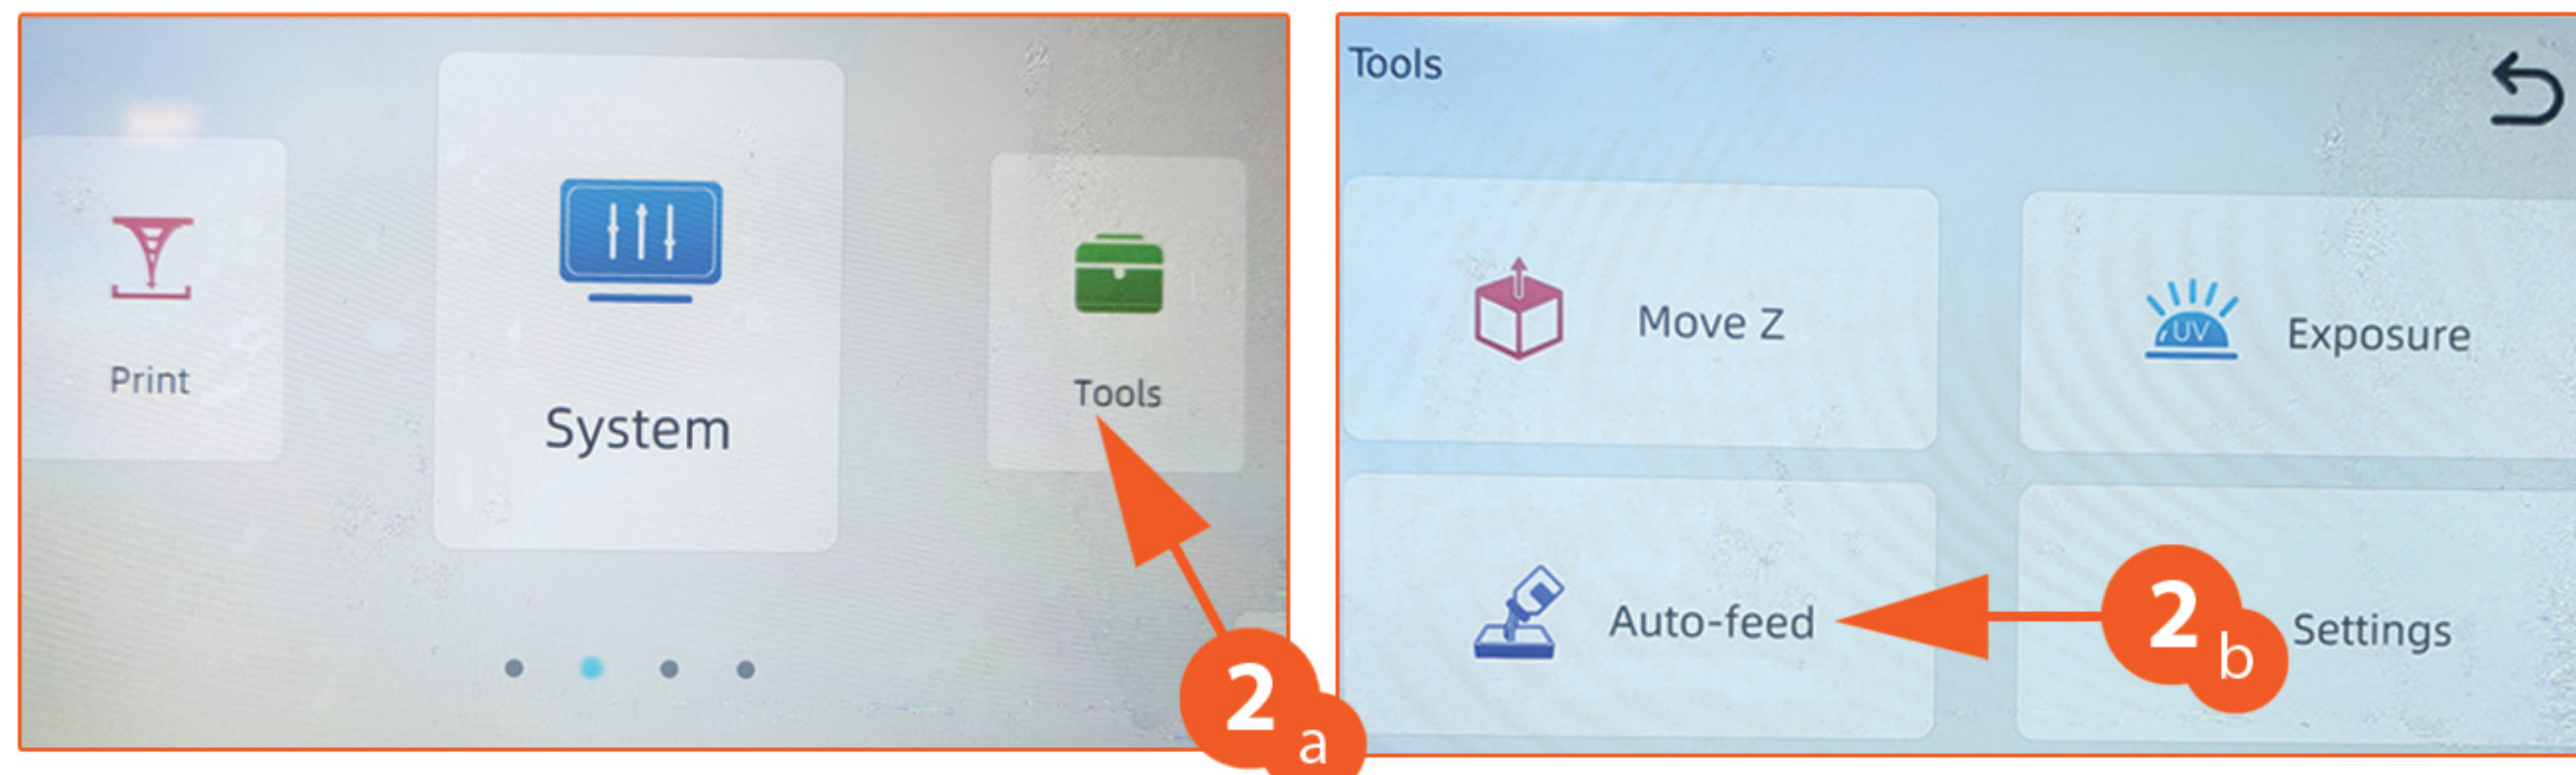 Print
System
Tools
2
a
Tools
Move Z
UV
Exposure
Auto-feed
2
b
Settings